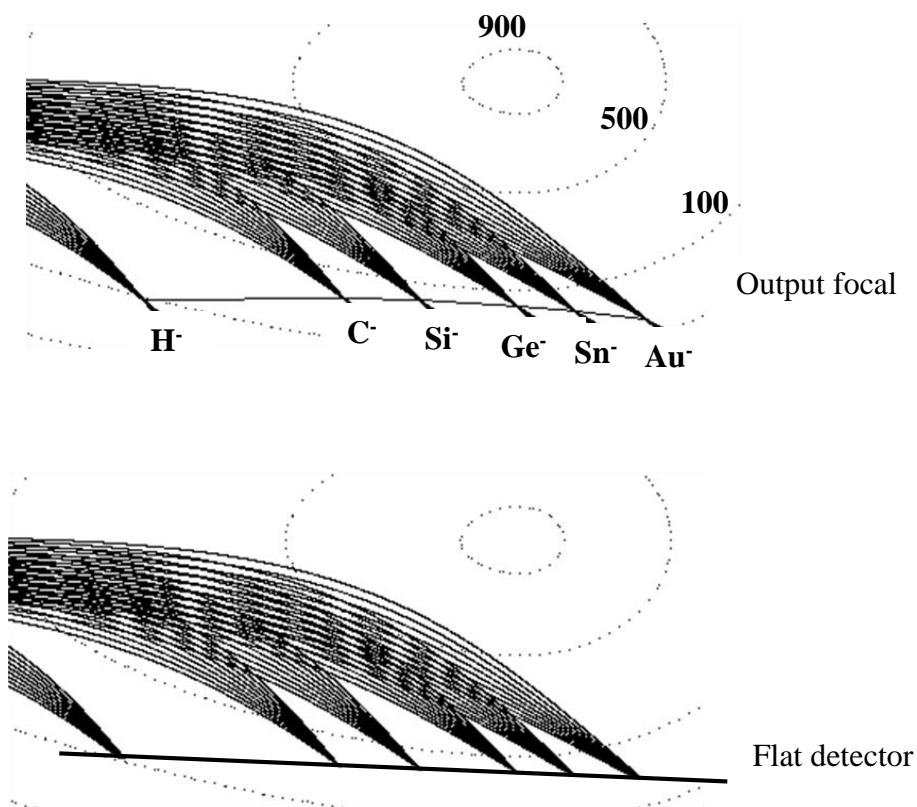 900
500
100
Output focal
H-
C-
Si-
Ge-
Sn-
Au-
Flat detector